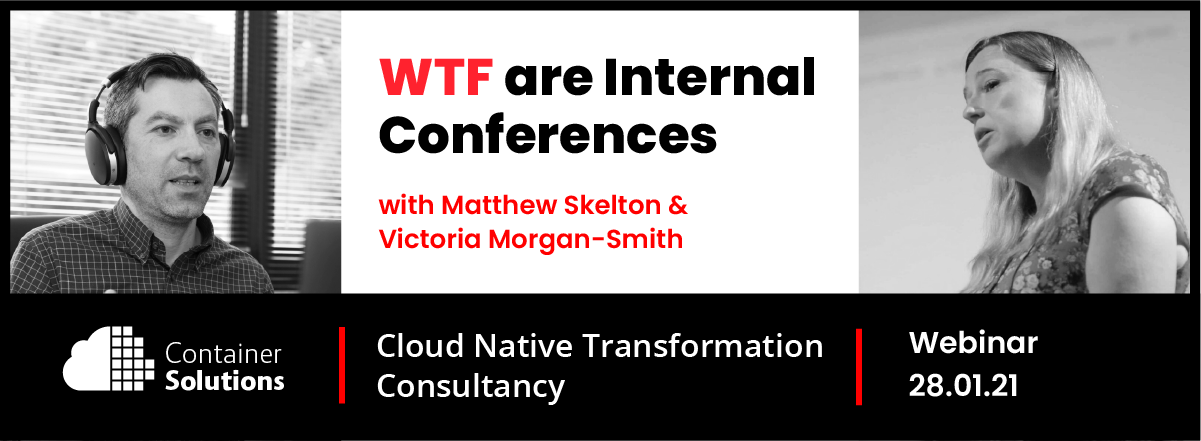 WTF are Internal
Conferences
with Matthew Skelton &
Victoria Morgan-Smith
Container
Solutions
Cloud Native Transformation
Consultancy
Webinar
28.01.21